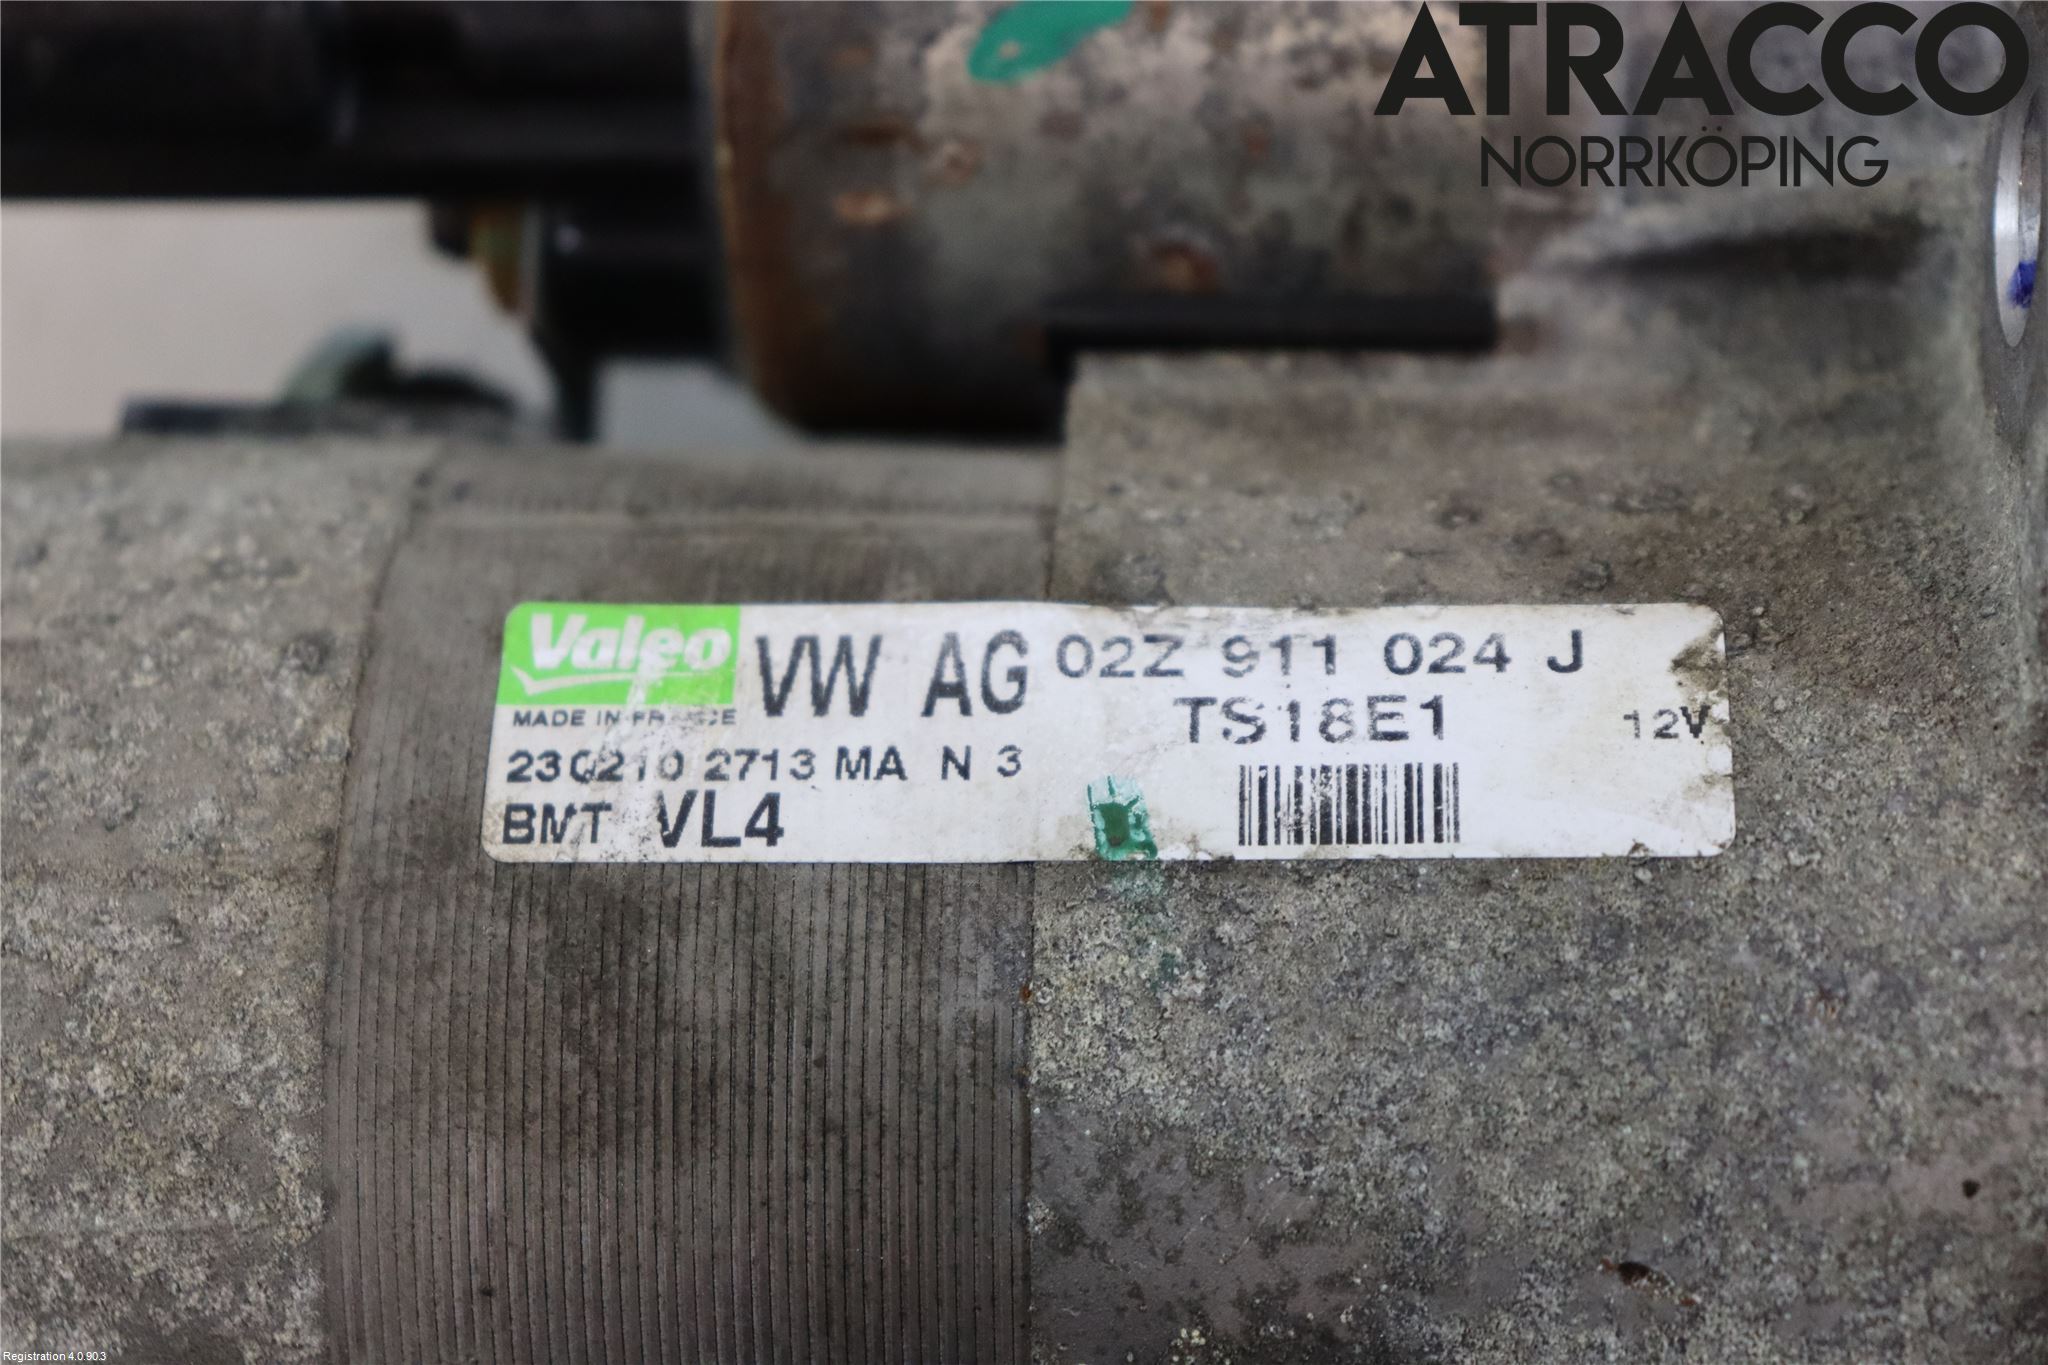 ATRACCO
NORRKÖPING
Valeo VW AG 02Z 911 024 J
MADE IN FRANCE TS18E1 12V
230210 2713 MA N 3
BMT VL4
Registration 4.0.90.3